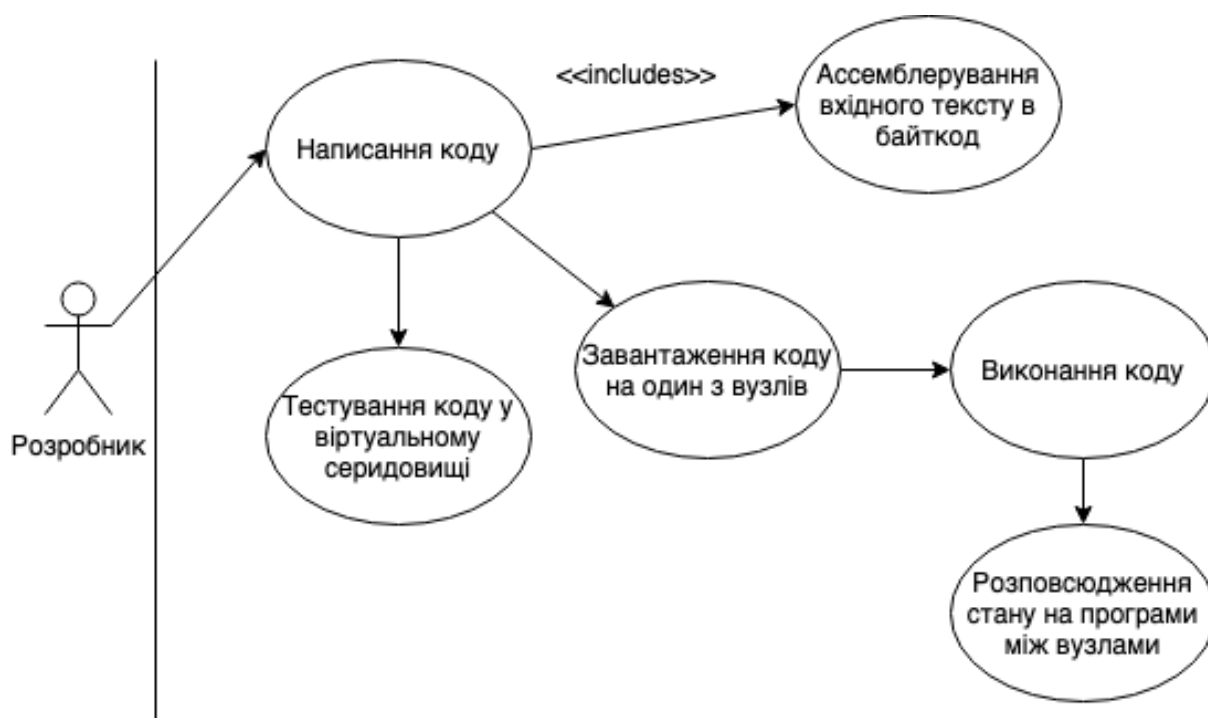 <<includes>>
Ассемблерування
вхідного тексту в
байткод
Написання коду
Розробник
Тестування коду у
віртуальному
серидовищі
Завантаження коду
на один з вузлів
Виконання коду
Розповсюдження
стану на програми
між вузлами